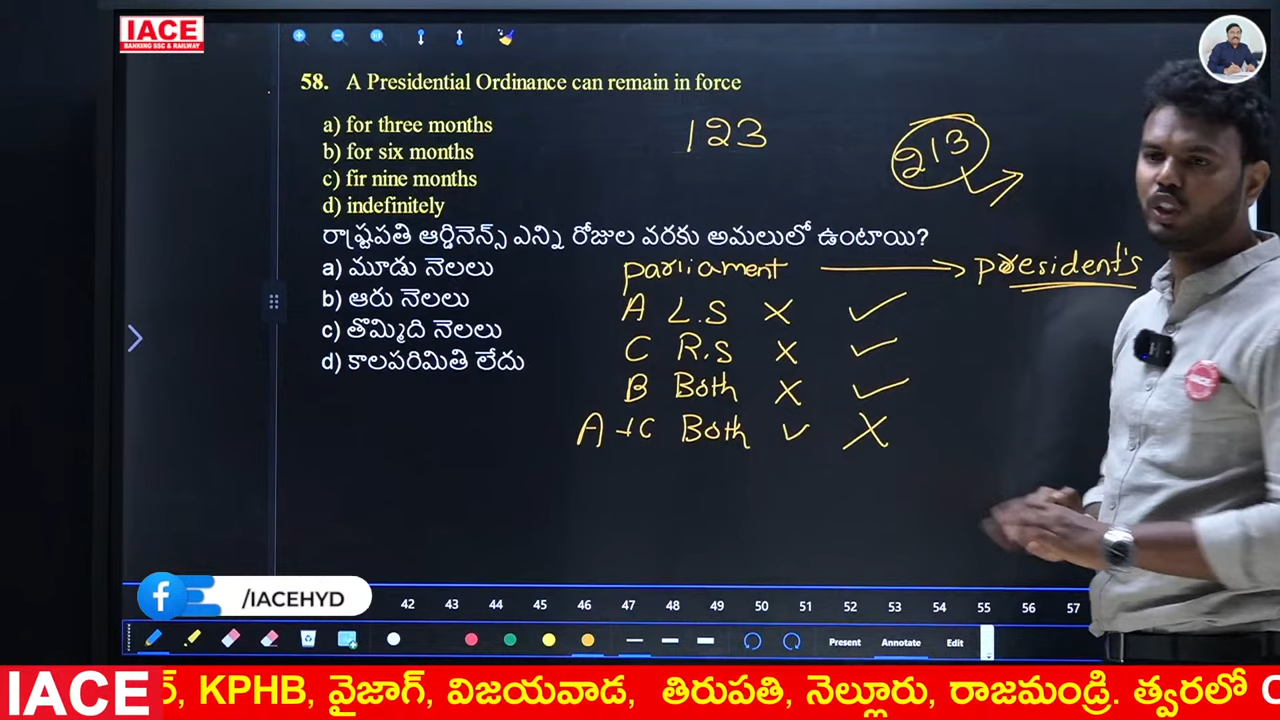 IACE
BANKING SSC & RAILWAY
58. A Presidential Ordinance can remain in force
a) for three months
b) for six months
c) fir nine months
d) indefinitely
123
213
రాష్ట్రపతి ఆర్డినెన్స్ ఎన్ని రోజుల వరకు అమలులో ఉంటాయి?
a) మూడు నెలలు
b) ఆరు నెలలు
c) తొమ్మిది నెలలు
d) కాలపరిమితి లేదు
parliament president's
A L.S
C R.S
B Both
A+C Both
IACE
/IACEHYD
42 43 44 45 46 47 48 49 50 51 52 53 54 55 56 57
Present Annotate Edit
IACE , KPHB, వైజాగ్, విజయవాడ, తిరుపతి, నెల్లూరు, రాజమండ్రి. త్వరలో